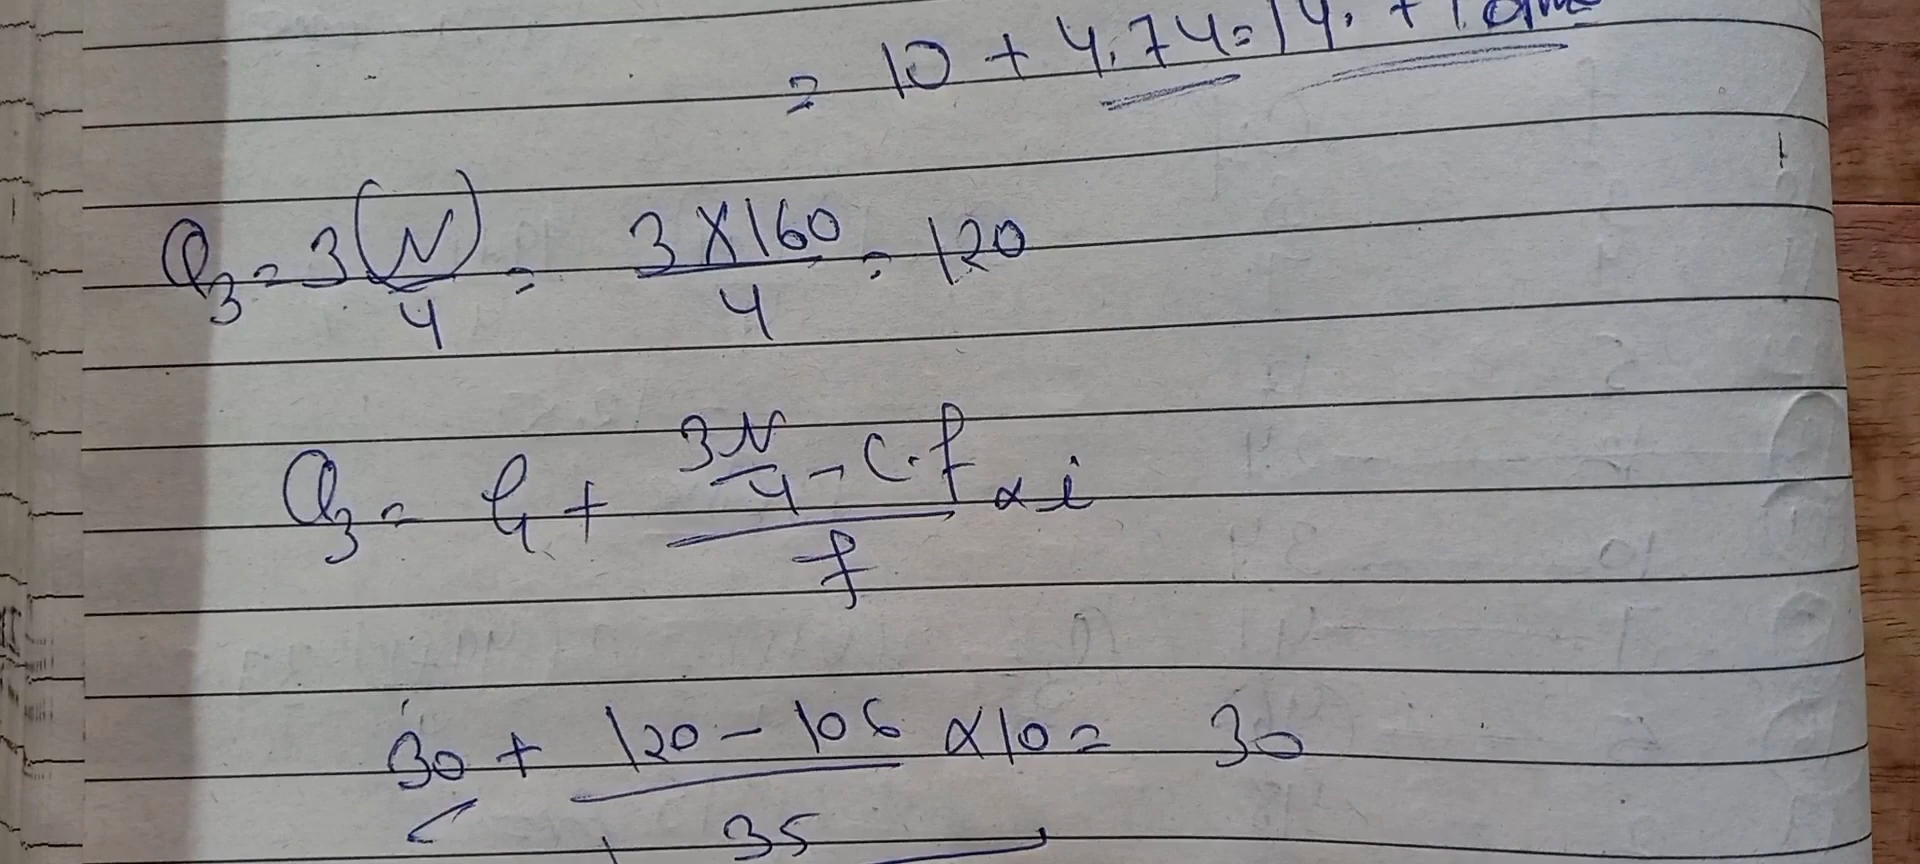 = 10 + 4.74 = 14. +
Q₃ = 3(N)/4 = 3 X 160/4 = 120
Q₃ = l₁ + (3N/4 - c.f)/f x i
30 + (120 - 106)/35 x 10 = 30